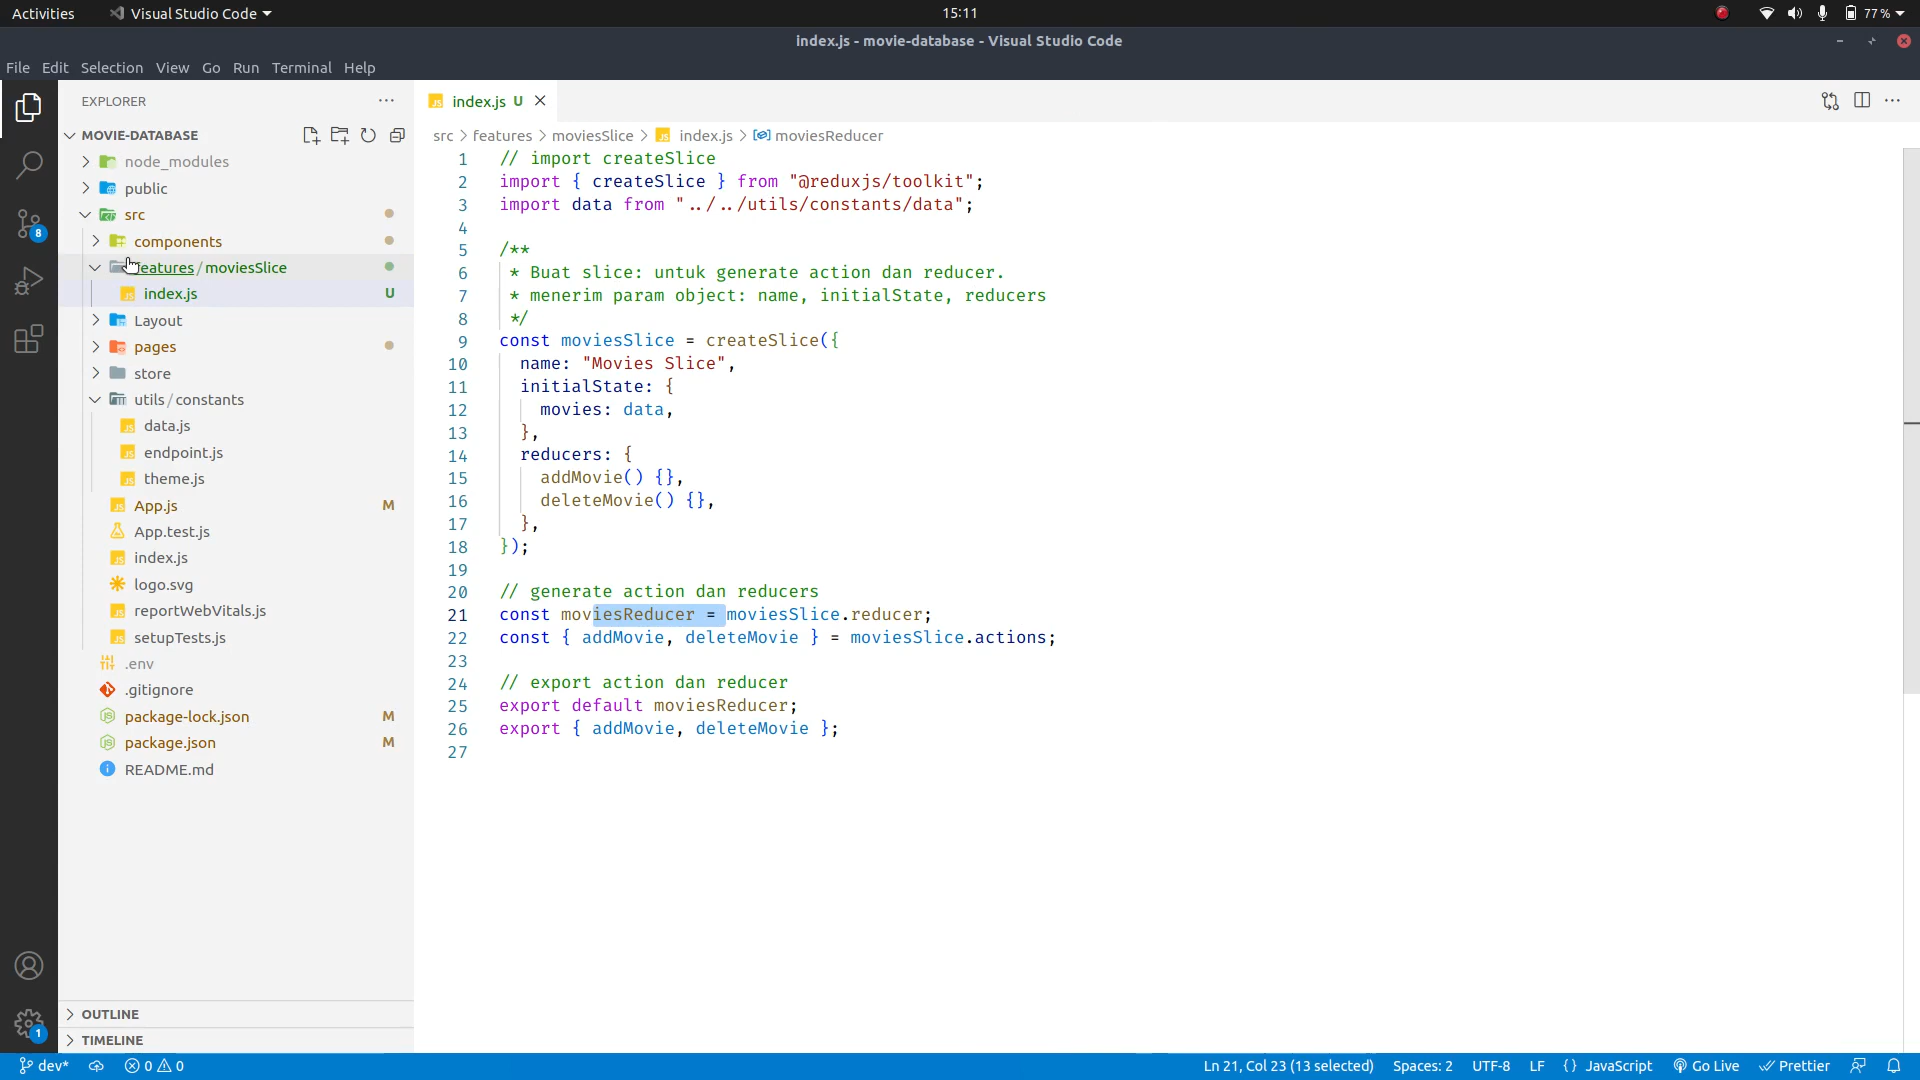 Activities
Visual Studio Code
15:11
77 %
index.js - movie-database - Visual Studio Code
File Edit Selection View Go Run Terminal Help
EXPLORER
MOVIE-DATABASE
node_modules
public
src
components
features / moviesSlice
index.js U
Layout
pages
store
utils / constants
data.js
endpoint.js
theme.js
App.js M
App.test.js
index.js
logo.svg
reportWebVitals.js
setupTests.js
.env
.gitignore
package-lock.json M
package.json M
README.md
OUTLINE
TIMELINE
8
1
index.js U
src > features > moviesSlice > index.js > moviesReducer
1 // import createSlice
2 import { createSlice } from "@reduxjs/toolkit";
3 import data from "../../utils/constants/data";
4
5 /**
6 * Buat slice: untuk generate action dan reducer.
7 * menerim param object: name, initialState, reducers
8 */
9 const moviesSlice = createSlice({
10 name: "Movies Slice",
11 initialState: {
12 movies: data,
13 },
14 reducers: {
15 addMovie() {},
16 deleteMovie() {},
17 },
18 });
19
20 // generate action dan reducers
21 const moviesReducer = moviesSlice.reducer;
22 const { addMovie, deleteMovie } = moviesSlice.actions;
23
24 // export action dan reducer
25 export default moviesReducer;
26 export { addMovie, deleteMovie };
27
dev* 0 0 Ln 21, Col 23 (13 selected) Spaces: 2 UTF-8 LF {} JavaScript Go Live Prettier